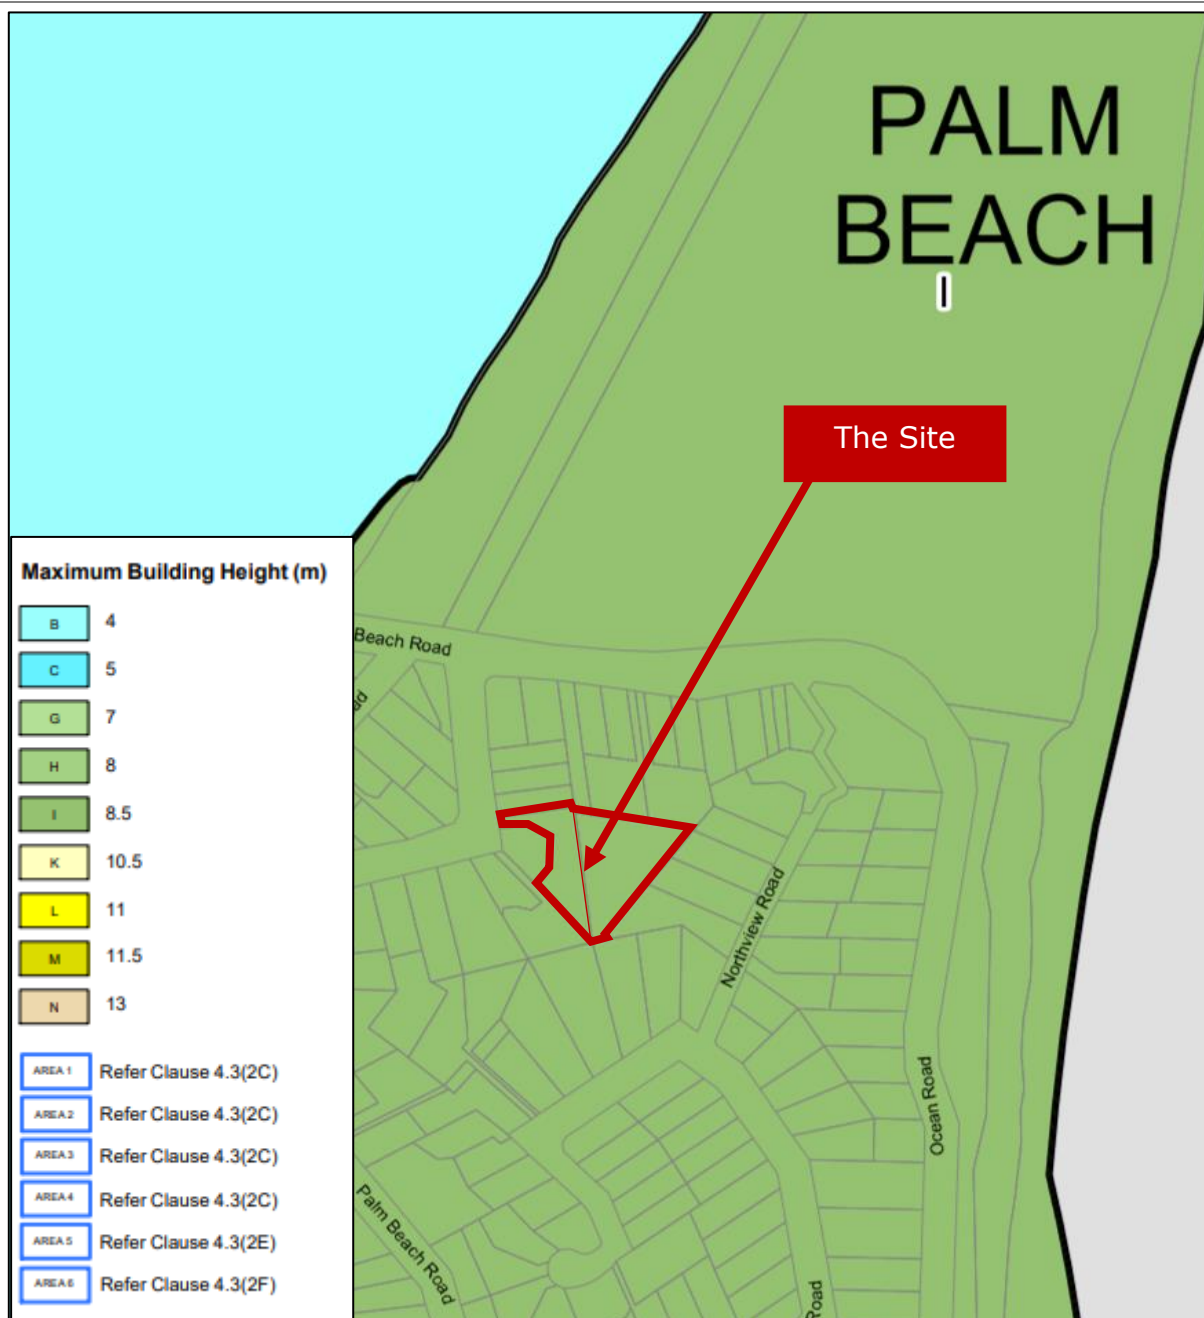 PALM
BEACH
I
The Site
Maximum Building Height (m)
B 4
C 5
G 7
H 8
I 8.5
K 10.5
L 11
M 11.5
N 13
AREA 1 Refer Clause 4.3(2C)
AREA 2 Refer Clause 4.3(2C)
AREA 3 Refer Clause 4.3(2C)
AREA 4 Refer Clause 4.3(2C)
AREA 5 Refer Clause 4.3(2E)
AREA 6 Refer Clause 4.3(2F)
Beach Road
ad
Northview Road
Ocean Road
Palm Beach Road
Road